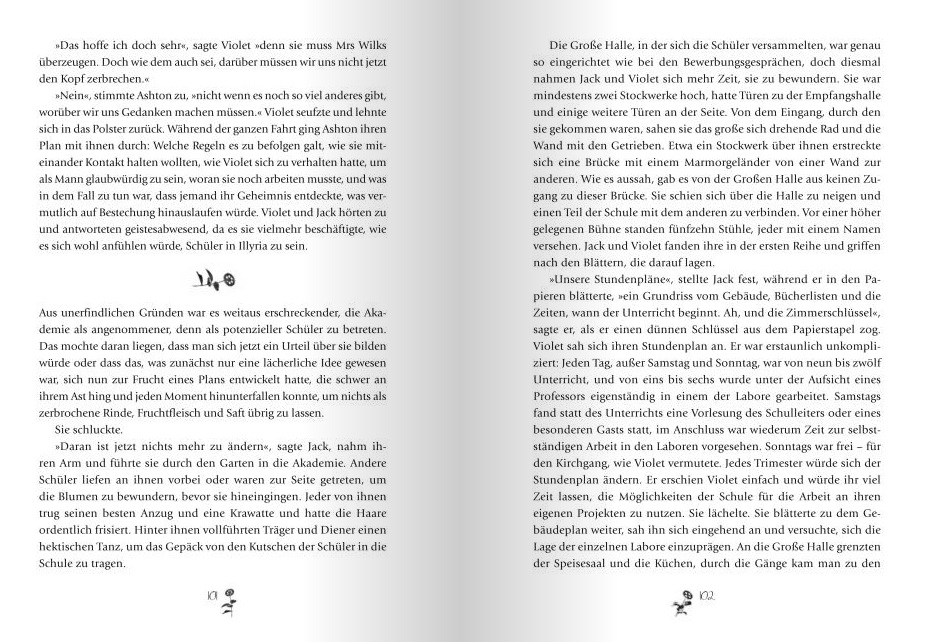 »Das hoffe ich doch sehr«, sagte Violet »denn sie muss Mrs Wilks
überzeugen. Doch wie dem auch sei, darüber müssen wir uns nicht jetzt
den Kopf zerbrechen.«
»Nein«, stimmte Ashton zu, »nicht wenn es noch so viel anderes gibt,
worüber wir uns Gedanken machen müssen.« Violet seufzte und lehnte
sich in das Polster zurück. Während der ganzen Fahrt ging Ashton ihren
Plan mit ihnen durch: Welche Regeln es zu befolgen galt, wie sie mit-
einander Kontakt halten wollten, wie Violet sich zu verhalten hatte, um
als Mann glaubwürdig zu sein, woran sie noch arbeiten musste, und was
in dem Fall zu tun war, dass jemand ihr Geheimnis entdeckte, was ver-
mutlich auf Bestechung hinauslaufen würde. Violet und Jack hörten zu
und antworteten geistesabwesend, da es sie vielmehr beschäftigte, wie
es sich wohl anfühlen würde, Schüler in Illyria zu sein.
Aus unerfindlichen Gründen war es weitaus erschreckender, die Aka-
demie als angenommener, denn als potenzieller Schüler zu betreten.
Das mochte daran liegen, dass man sich jetzt ein Urteil über sie bilden
würde oder dass das, was zunächst nur eine lächerliche Idee gewesen
war, sich nun zur Frucht eines Plans entwickelt hatte, die schwer an
ihrem Ast hing und jeden Moment hinunterfallen konnte, um nichts als
zerbrochene Rinde, Fruchtfleisch und Saft übrig zu lassen.
Sie schluckte.
»Daran ist jetzt nichts mehr zu ändern«, sagte Jack, nahm ih-
ren Arm und führte sie durch den Garten in die Akademie. Andere
Schüler liefen an ihnen vorbei oder waren zur Seite getreten, um
die Blumen zu bewundern, bevor sie hineingingen. Jeder von ihnen
trug seinen besten Anzug und eine Krawatte und hatte die Haare
ordentlich frisiert. Hinter ihnen vollführten Träger und Diener einen
hektischen Tanz, um das Gepäck von den Kutschen der Schüler in die
Schule zu tragen.
101
Die Große Halle, in der sich die Schüler versammelten, war genau
so eingerichtet wie bei den Bewerbungsgesprächen, doch diesmal
nahmen Jack und Violet sich mehr Zeit, sie zu bewundern. Sie war
mindestens zwei Stockwerke hoch, hatte Türen zu der Empfangshalle
und einige weitere Türen an der Seite. Von dem Eingang, durch den
sie gekommen waren, sahen sie das große sich drehende Rad und die
Wand mit den Getrieben. Etwa ein Stockwerk über ihnen erstreckte
sich eine Brücke mit einem Marmorgeländer von einer Wand zur
anderen. Wie es aussah, gab es von der Großen Halle aus keinen Zu-
gang zu dieser Brücke. Sie schien sich über die Halle zu neigen und
einen Teil der Schule mit dem anderen zu verbinden. Vor einer höher
gelegenen Bühne standen fünfzehn Stühle, jeder mit einem Namen
versehen. Jack und Violet fanden ihre in der ersten Reihe und griffen
nach den Blättern, die darauf lagen.
»Unsere Stundenpläne«, stellte Jack fest, während er in den Pa-
pieren blätterte, »ein Grundriss vom Gebäude, Bücherlisten und die
Zeiten, wann der Unterricht beginnt. Ah, und die Zimmerschlüssel«,
sagte er, als er einen dünnen Schlüssel aus dem Papierstapel zog.
Violet sah sich ihren Stundenplan an. Er war erstaunlich unkompli-
ziert: Jeden Tag, außer Samstag und Sonntag, war von neun bis zwölf
Unterricht, und von eins bis sechs wurde unter der Aufsicht eines
Professors eigenständig in einem der Labore gearbeitet. Samstags
fand statt des Unterrichts eine Vorlesung des Schulleiters oder eines
besonderen Gasts statt, im Anschluss war wiederum Zeit zur selbst-
ständigen Arbeit in den Laboren vorgesehen. Sonntags war frei – für
den Kirchgang, wie Violet vermutete. Jedes Trimester würde sich der
Stundenplan ändern. Er erschien Violet einfach und würde ihr viel
Zeit lassen, die Möglichkeiten der Schule für die Arbeit an ihren
eigenen Projekten zu nutzen. Sie lächelte. Sie blätterte zu dem Ge-
bäudeplan weiter, sah ihn sich eingehend an und versuchte, sich die
Lage der einzelnen Labore einzuprägen. An die Große Halle grenzten
der Speisesaal und die Küchen, durch die Gänge kam man zu den
102